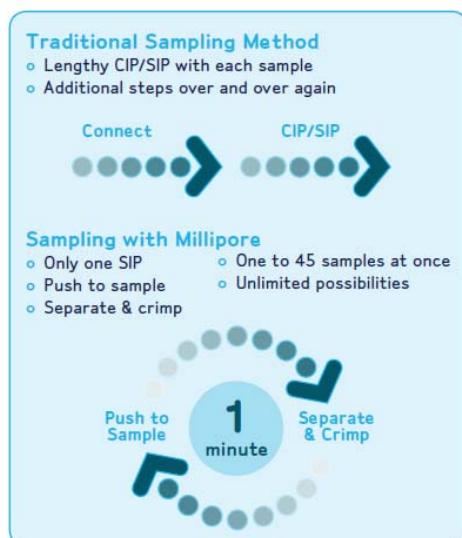 Traditional Sampling Method
Lengthy CIP/SIP with each sample
Additional steps over and over again
Connect
CIP/SIP
Sampling with Millipore
Only one SIP
Push to sample
Separate & crimp
One to 45 samples at once
Unlimited possibilities
Push to
Sample
1
minute
Separate
& Crimp